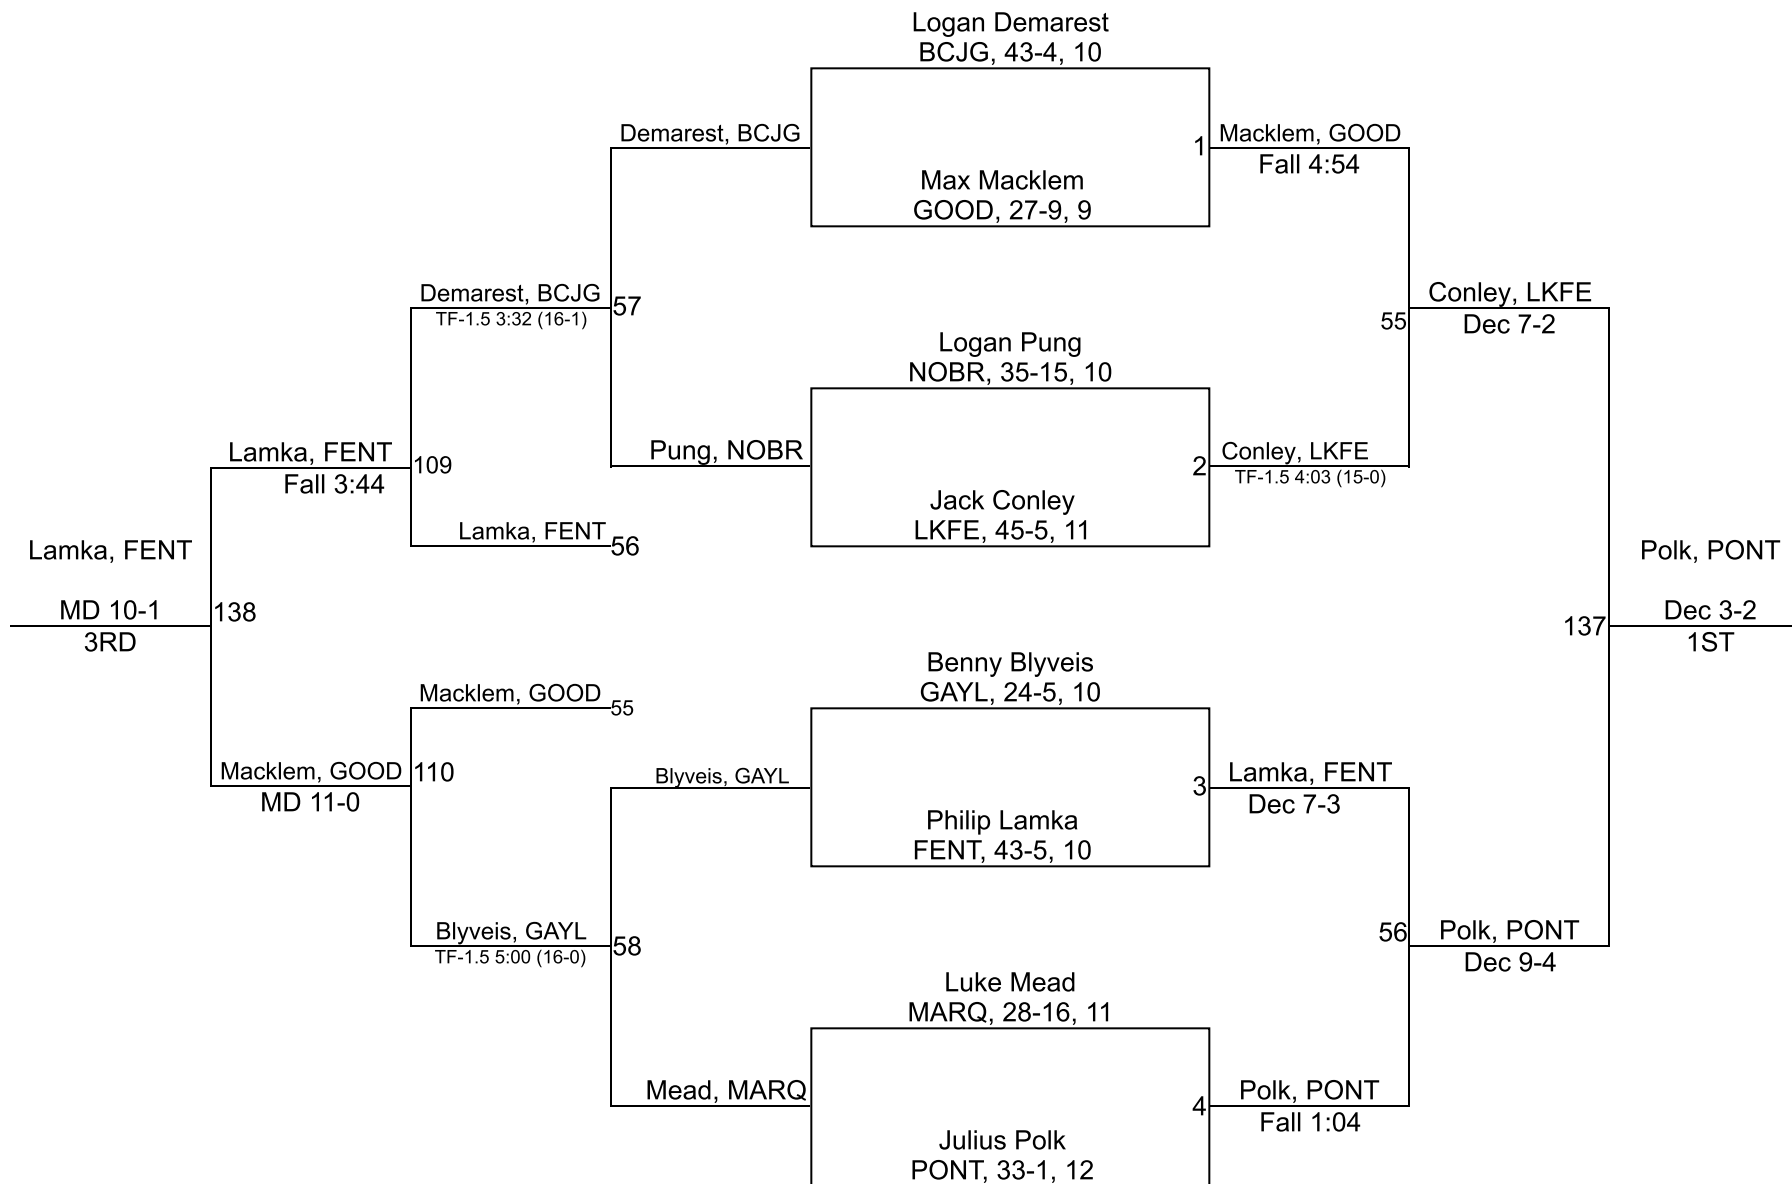 Logan Demarest
BCJG, 43-4, 10
Demarest, BCJG
1
Macklem, GOOD
Fall 4:54
Max Macklem
GOOD, 27-9, 9
Demarest, BCJG
TF-1.5 3:32 (16-1)
57
55
Conley, LKFE
Dec 7-2
Logan Pung
NOBR, 35-15, 10
Lamka, FENT
Fall 3:44
109
Pung, NOBR
2
Conley, LKFE
TF-1.5 4:03 (15-0)
Jack Conley
LKFE, 45-5, 11
Lamka, FENT
56
Lamka, FENT
MD 10-1
3RD
138
Polk, PONT
137
Dec 3-2
1ST
Benny Blyveis
GAYL, 24-5, 10
Macklem, GOOD
55
Macklem, GOOD
MD 11-0
110
Blyveis, GAYL
3
Lamka, FENT
Dec 7-3
Philip Lamka
FENT, 43-5, 10
Blyveis, GAYL
TF-1.5 5:00 (16-0)
58
56
Polk, PONT
Dec 9-4
Luke Mead
MARQ, 28-16, 11
Mead, MARQ
4
Polk, PONT
Fall 1:04
Julius Polk
PONT, 33-1, 12